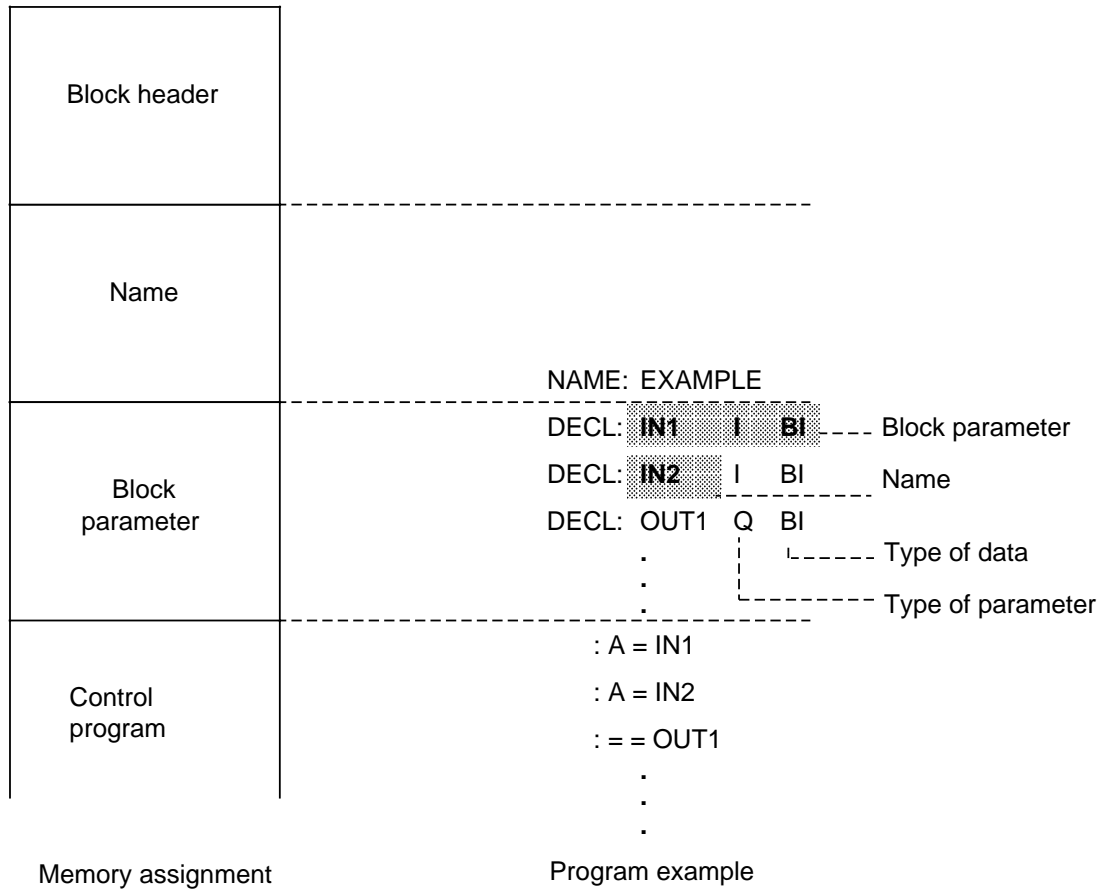 Block header
Name
NAME: EXAMPLE
DECL: IN1 I BI Block parameter
DECL: IN2 I BI Name
Block
parameter
DECL: OUT1 Q BI
.
Type of data
.
Type of parameter
.
: A = IN1
: A = IN2
Control
program
: = = OUT1
.
.
.
Memory assignment
Program example